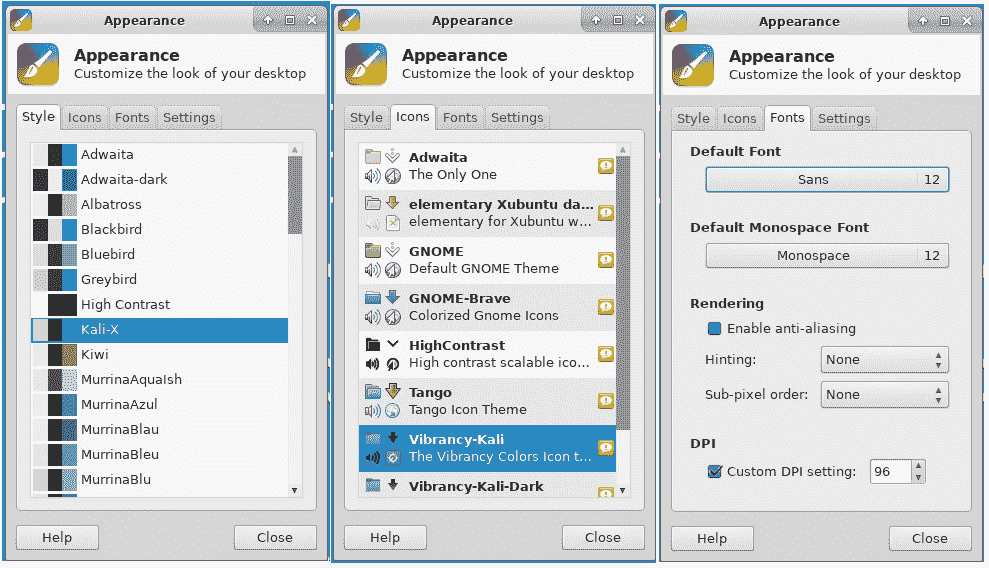 Appearance
Appearance
Customize the look of your desktop
Style Icons Fonts Settings
Adwaita
Adwaita-dark
Albatross
Blackbird
Bluebird
Greybird
High Contrast
Kali-X
Kiwi
MurrinaAquaIsh
MurrinaAzul
MurrinaBlau
MurrinaBleu
MurrinaBlu
Help Close
Appearance
Appearance
Customize the look of your desktop
Style Icons Fonts Settings
Adwaita
The Only One
elementary Xubuntu da...
elementary for Xubuntu w...
GNOME
Default GNOME Theme
GNOME-Brave
Colorized Gnome Icons
HighContrast
High contrast scalable ico...
Tango
Tango Icon Theme
Vibrancy-Kali
The Vibrancy Colors Icon t...
Vibrancy-Kali-Dark
Help Close
Appearance
Appearance
Customize the look of your desktop
Style Icons Fonts Settings
Default Font
Sans 12
Default Monospace Font
Monospace 12
Rendering
Enable anti-aliasing
Hinting: None
Sub-pixel order: None
DPI
Custom DPI setting: 96
Help Close